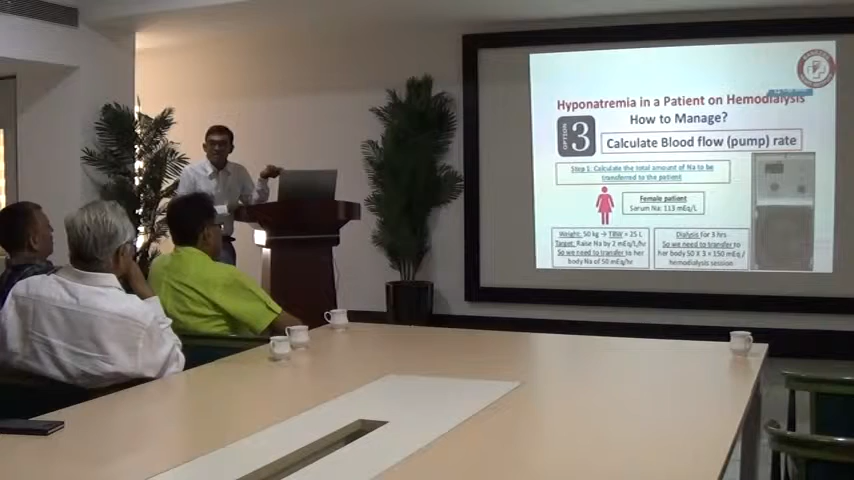 Hyponatremia in a Patient on Hemodialysis
How to Manage?
OPTION
3
Calculate Blood flow (pump) rate
Step 1. Calculate the total amount of Na to be
transferred to the patient
Female patient
Serum Na: 113 mEq/L
Weight: 50 kg → TBW = 25 L
Target: Raise Na by 2 mEq/L/hr
So we need to transfer to her
body Na of 50 mEq/hr
Dialysis for 3 hrs
So we need to transfer to
her body 50 X 3 = 150 mEq/
hemodialysis session